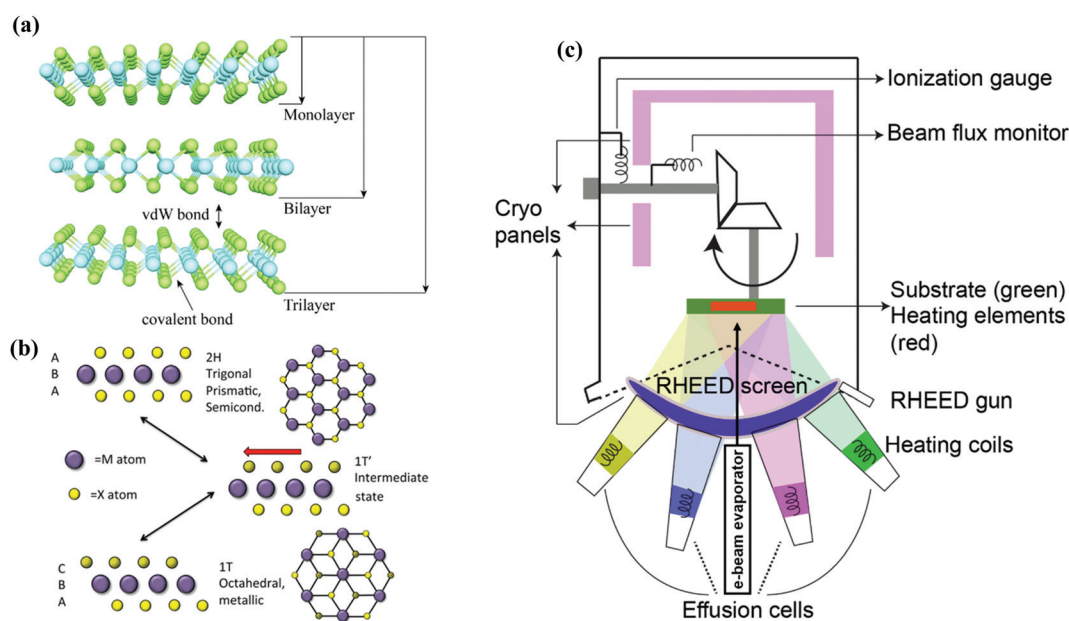 (a)
Monolayer
Bilayer
vdW bond
Trilayer
covalent bond
(b)
A
B
A
2H
Trigonal
Prismatic,
Semicond.
=M atom
=X atom
1T'
Intermediate
state
C
B
A
1T
Octahedral,
metallic
(c)
Ionization gauge
Beam flux monitor
Cryo
panels
Substrate (green)
Heating elements
(red)
RHEED screen
RHEED gun
Heating coils
e-beam evaporator
Effusion cells